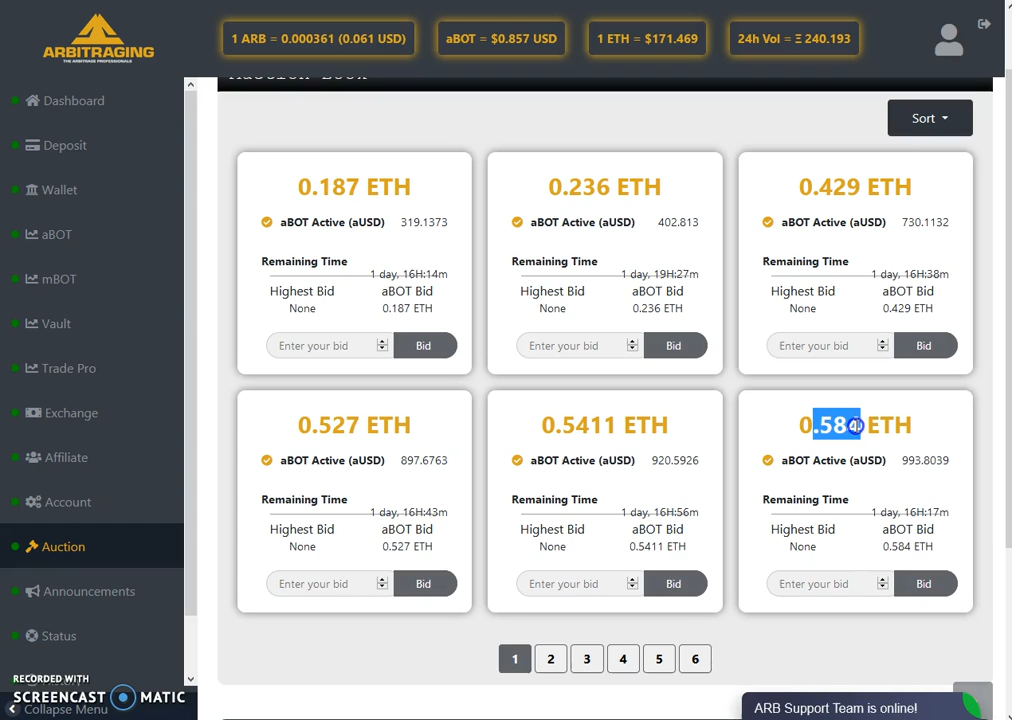 ARBITRAGING
THE ARBITRAGE PROFESSIONALS
1 ARB = 0.000361 (0.061 USD)
aBOT = $0.857 USD
1 ETH = $171.469
24h Vol = Ξ 240.193
Dashboard
Deposit
Wallet
aBOT
mBOT
Vault
Trade Pro
Exchange
Affiliate
Account
Auction
Announcements
Status
RECORDED WITH
SCREENCAST MATIC
Collapse Menu
Sort
0.187 ETH
aBOT Active (aUSD) 319.1373
Remaining Time
1 day, 16H:14m
Highest Bid aBOT Bid
None 0.187 ETH
Enter your bid Bid
0.236 ETH
aBOT Active (aUSD) 402.813
Remaining Time
1 day, 19H:27m
Highest Bid aBOT Bid
None 0.236 ETH
Enter your bid Bid
0.429 ETH
aBOT Active (aUSD) 730.1132
Remaining Time
1 day, 16H:38m
Highest Bid aBOT Bid
None 0.429 ETH
Enter your bid Bid
0.527 ETH
aBOT Active (aUSD) 897.6763
Remaining Time
1 day, 16H:43m
Highest Bid aBOT Bid
None 0.527 ETH
Enter your bid Bid
0.5411 ETH
aBOT Active (aUSD) 920.5926
Remaining Time
1 day, 16H:56m
Highest Bid aBOT Bid
None 0.5411 ETH
Enter your bid Bid
0.584 ETH
aBOT Active (aUSD) 993.8039
Remaining Time
1 day, 16H:17m
Highest Bid aBOT Bid
None 0.584 ETH
Enter your bid Bid
1 2 3 4 5 6
ARB Support Team is online!